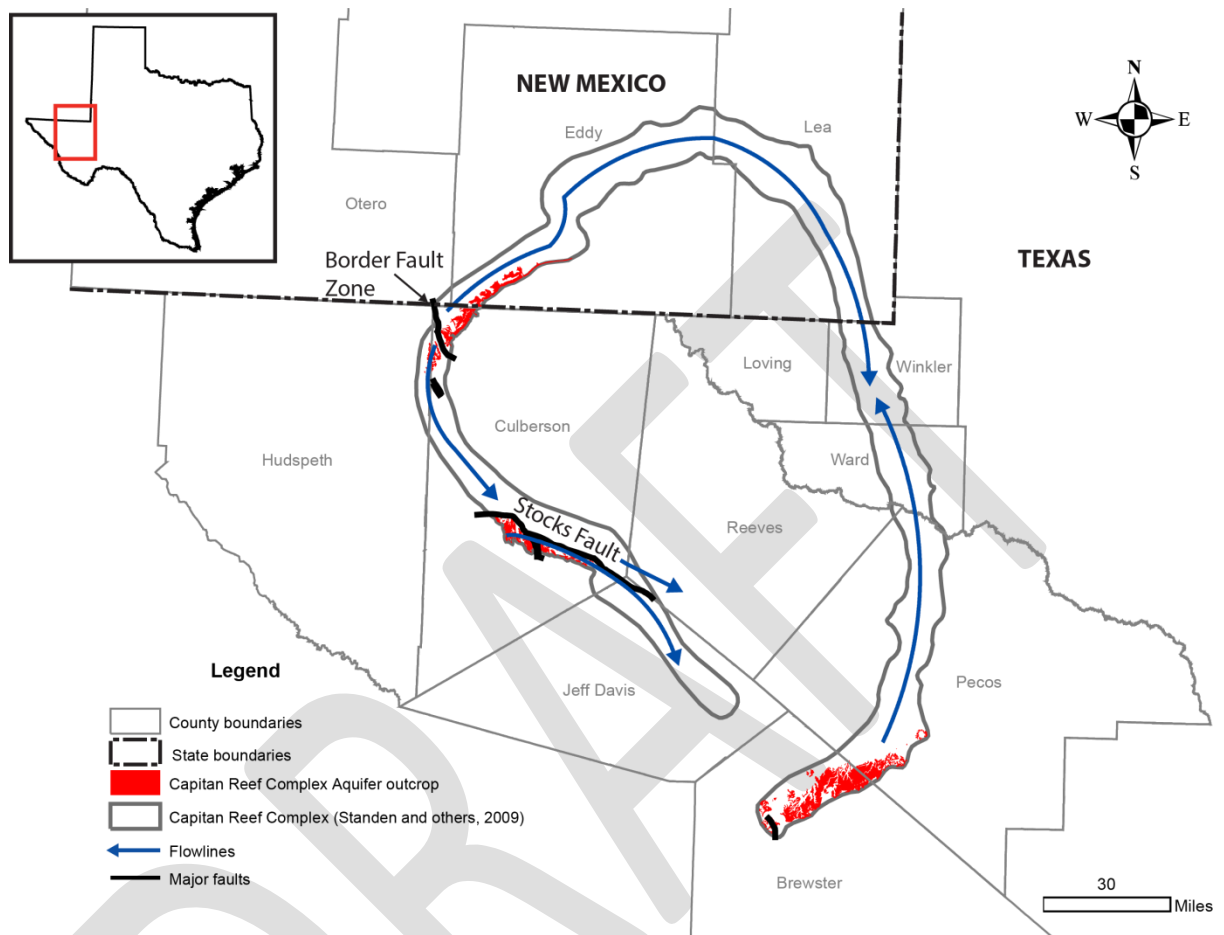 NEW MEXICO
Eddy
Lea
N
W
E
S
Otero
TEXAS
Border Fault
Zone
Loving
Winkler
Culberson
Hudspeth
Ward
Stocks Fault
Reeves
Legend
Jeff Davis
Pecos
County boundaries
State boundaries
Capitan Reef Complex Aquifer outcrop
Capitan Reef Complex (Standen and others, 2009)
Flowlines
Major faults
Brewster
30
Miles
DRAFT